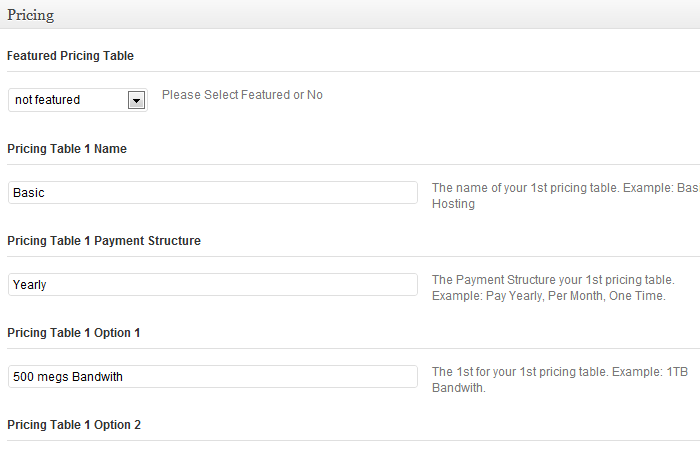 Pricing
Featured Pricing Table
not featured
Please Select Featured or No
Pricing Table 1 Name
Basic
The name of your 1st pricing table. Example: Bas
Hosting
Pricing Table 1 Payment Structure
Yearly
The Payment Structure your 1st pricing table.
Example: Pay Yearly, Per Month, One Time.
Pricing Table 1 Option 1
500 megs Bandwith
The 1st for your 1st pricing table. Example: 1TB
Bandwith.
Pricing Table 1 Option 2